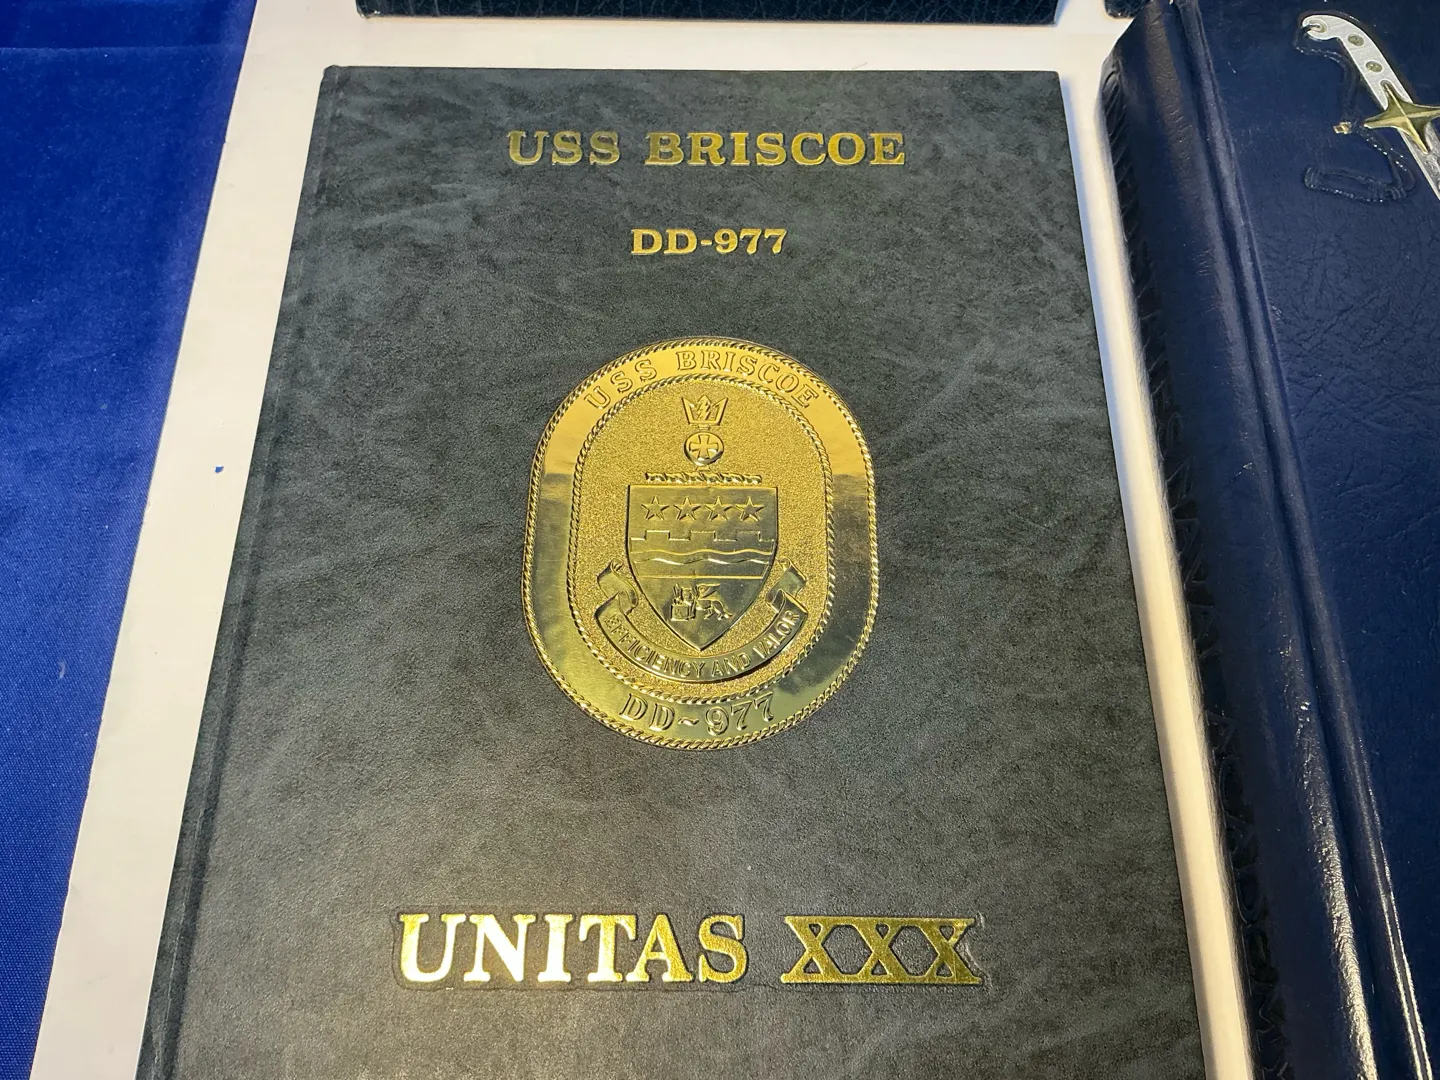 USS BRISCOE
DD-977
USS BRISCOE
EFFICIENCY AND VALOR
DD-977
UNITAS XXX